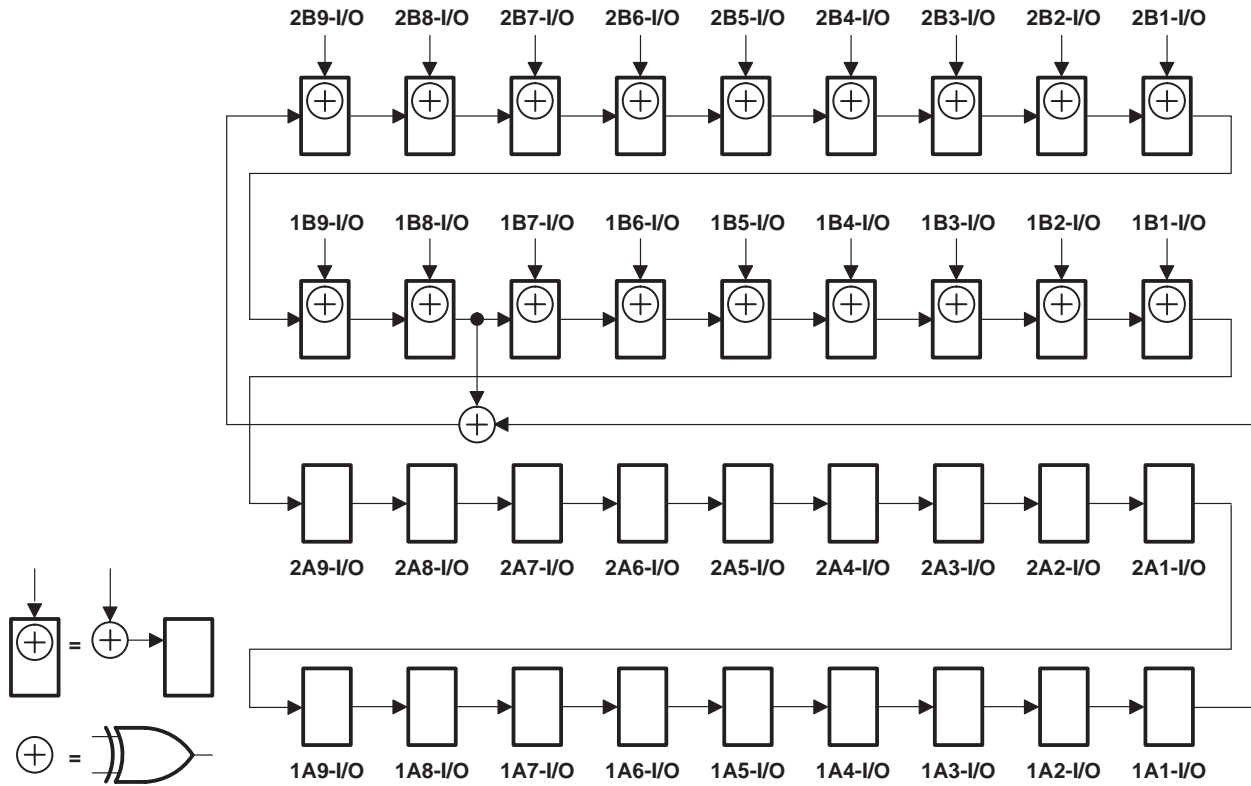 2B9-I/O 2B8-I/O 2B7-I/O 2B6-I/O 2B5-I/O 2B4-I/O 2B3-I/O 2B2-I/O 2B1-I/O
1B9-I/O 1B8-I/O 1B7-I/O 1B6-I/O 1B5-I/O 1B4-I/O 1B3-I/O 1B2-I/O 1B1-I/O
2A9-I/O 2A8-I/O 2A7-I/O 2A6-I/O 2A5-I/O 2A4-I/O 2A3-I/O 2A2-I/O 2A1-I/O
=
=
1A9-I/O 1A8-I/O 1A7-I/O 1A6-I/O 1A5-I/O 1A4-I/O 1A3-I/O 1A2-I/O 1A1-I/O